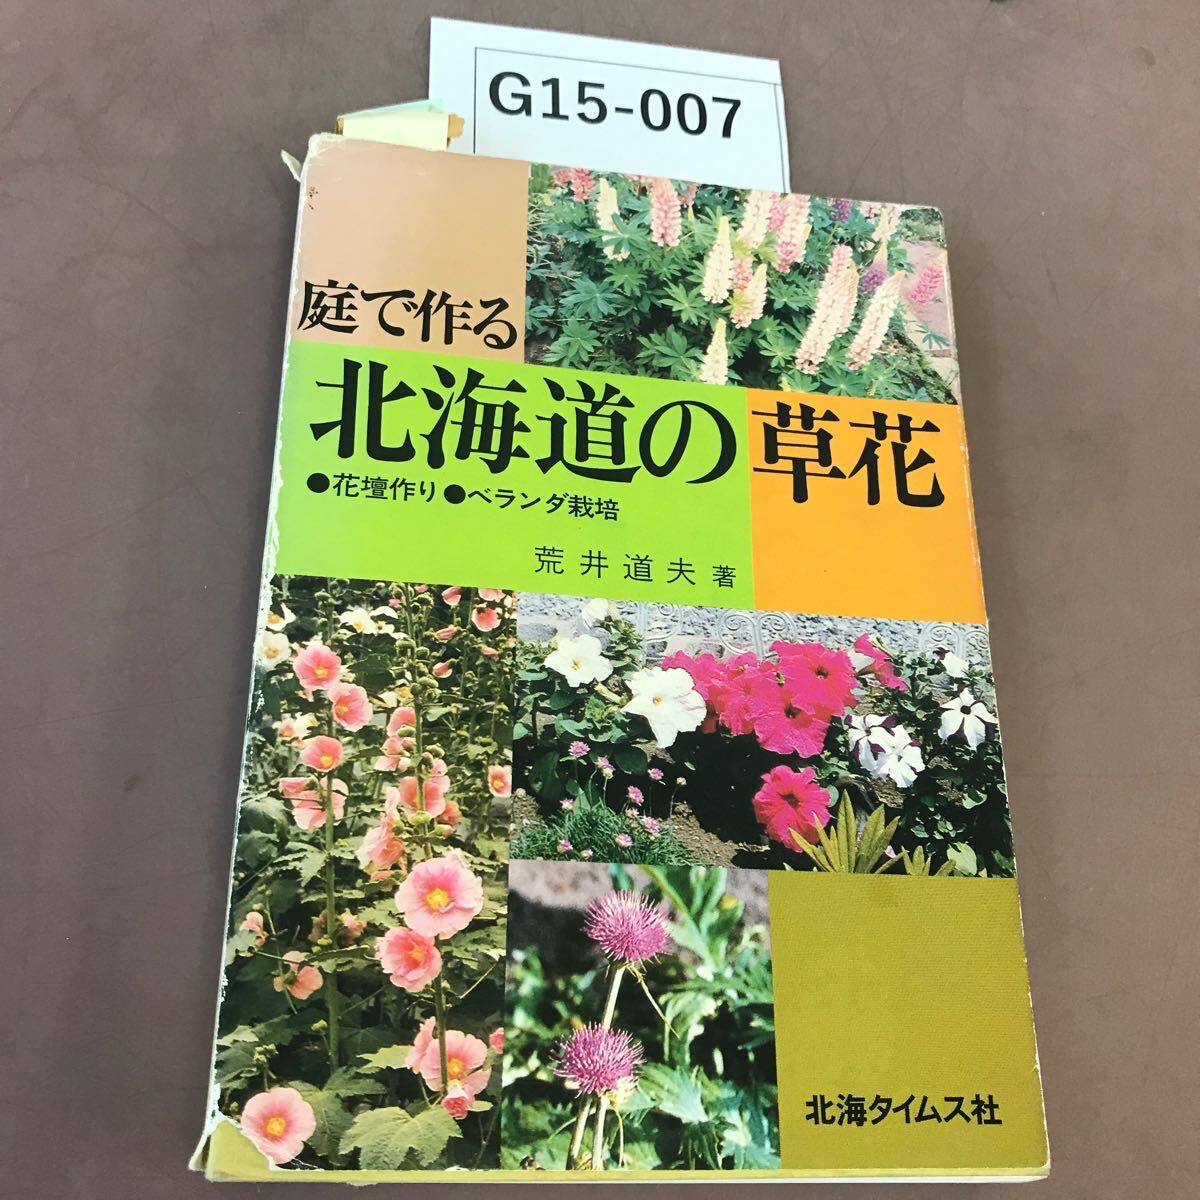 G15-007
庭で作る
北海道の草花
●花壇作り●ベランダ栽培
荒井道夫著
北海タイムス社